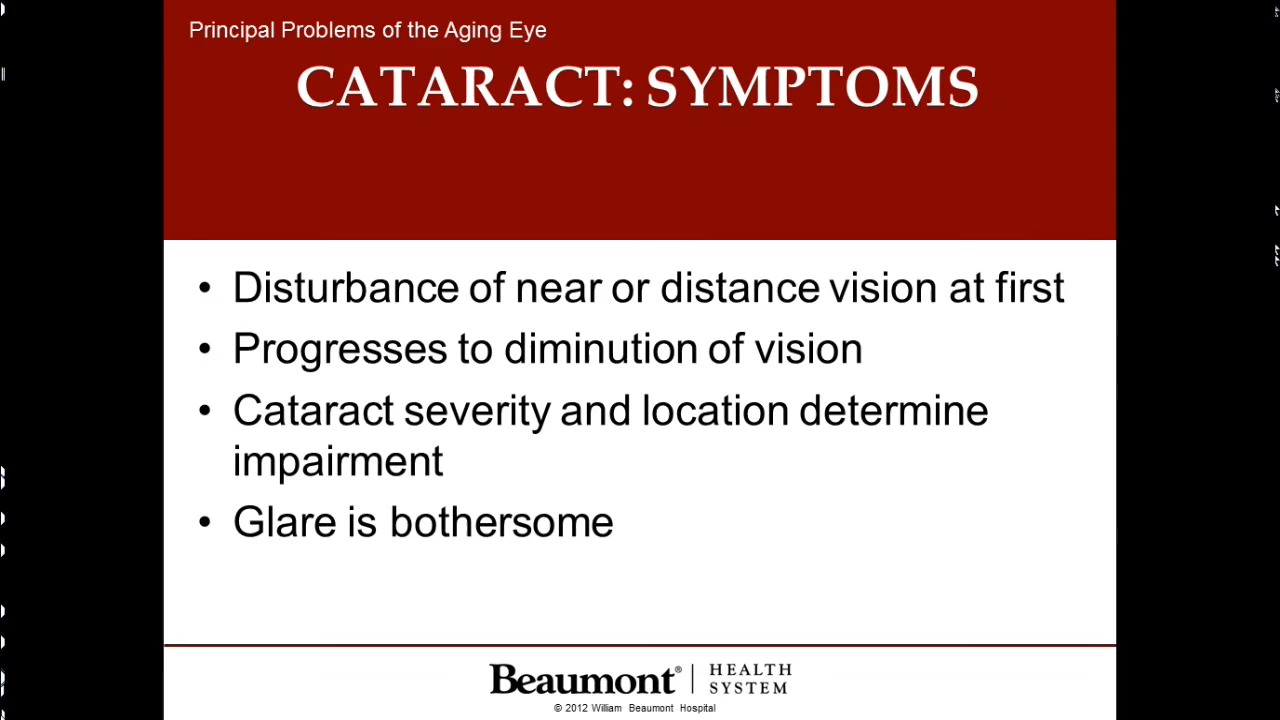 Principal Problems of the Aging Eye
CATARACT: SYMPTOMS
• Disturbance of near or distance vision at first
• Progresses to diminution of vision
• Cataract severity and location determine
impairment
• Glare is bothersome
Beaumont® | HEALTH
SYSTEM
© 2012 William Beaumont Hospital